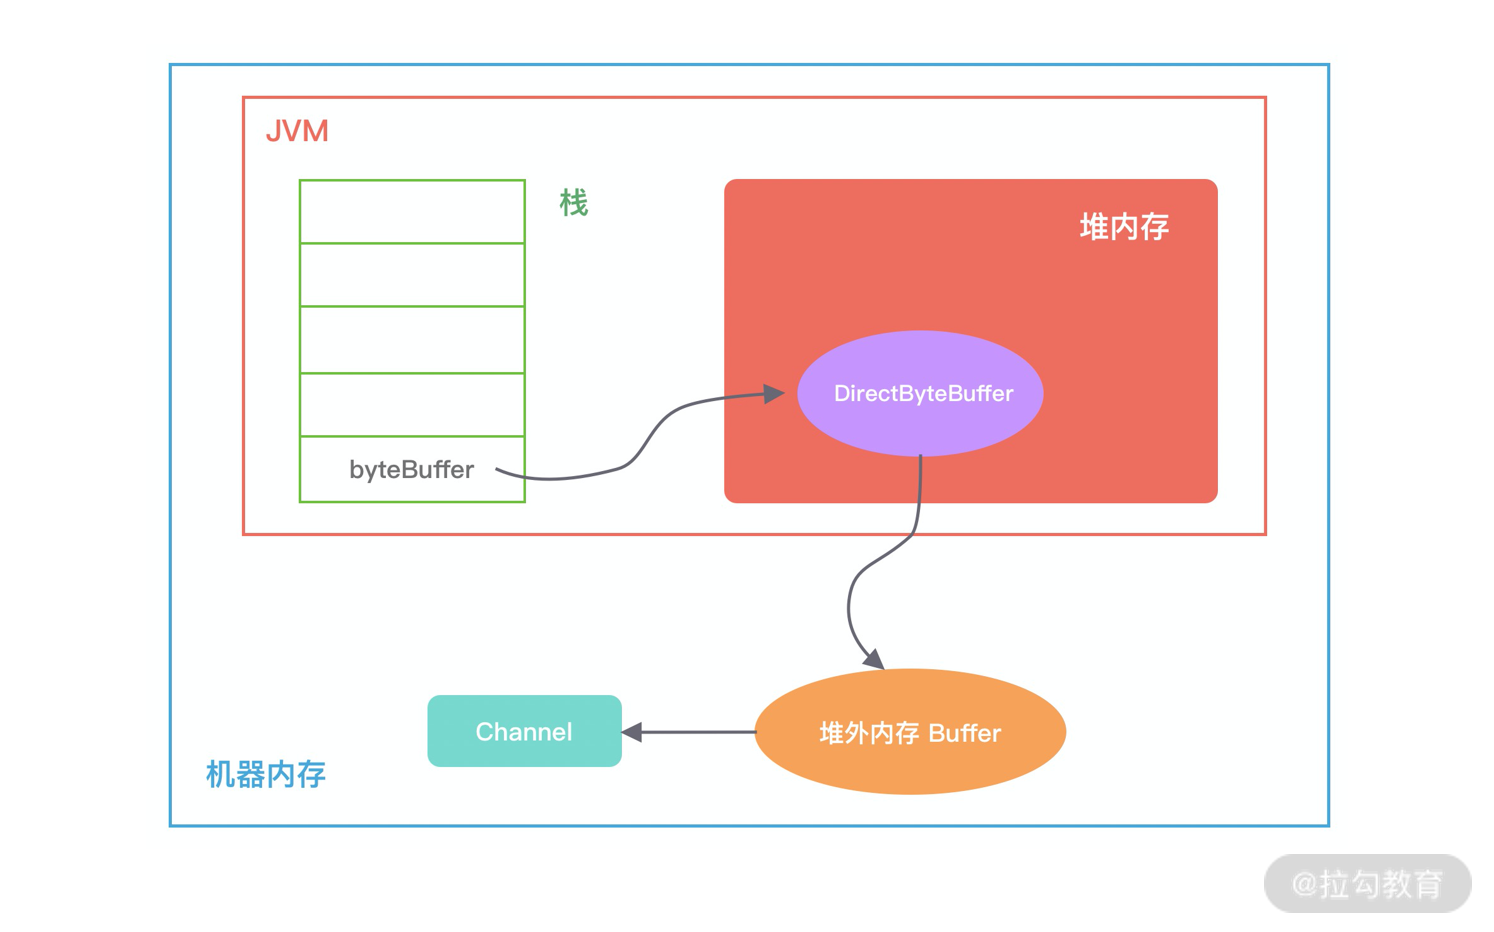 JVM
栈
堆内存
DirectByteBuffer
byteBuffer
Channel
堆外内存 Buffer
机器内存
@拉勾教育